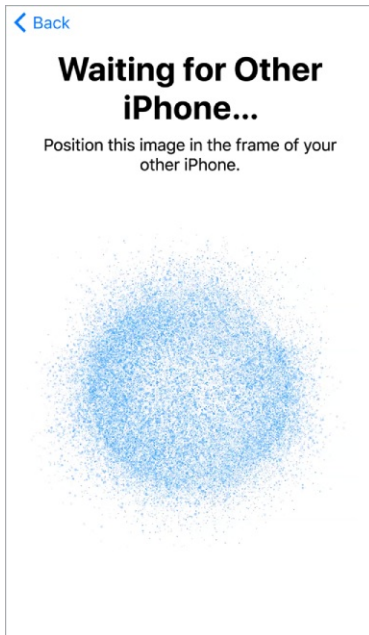 Back
Waiting for Other
iPhone...
Position this image in the frame of your
other iPhone.